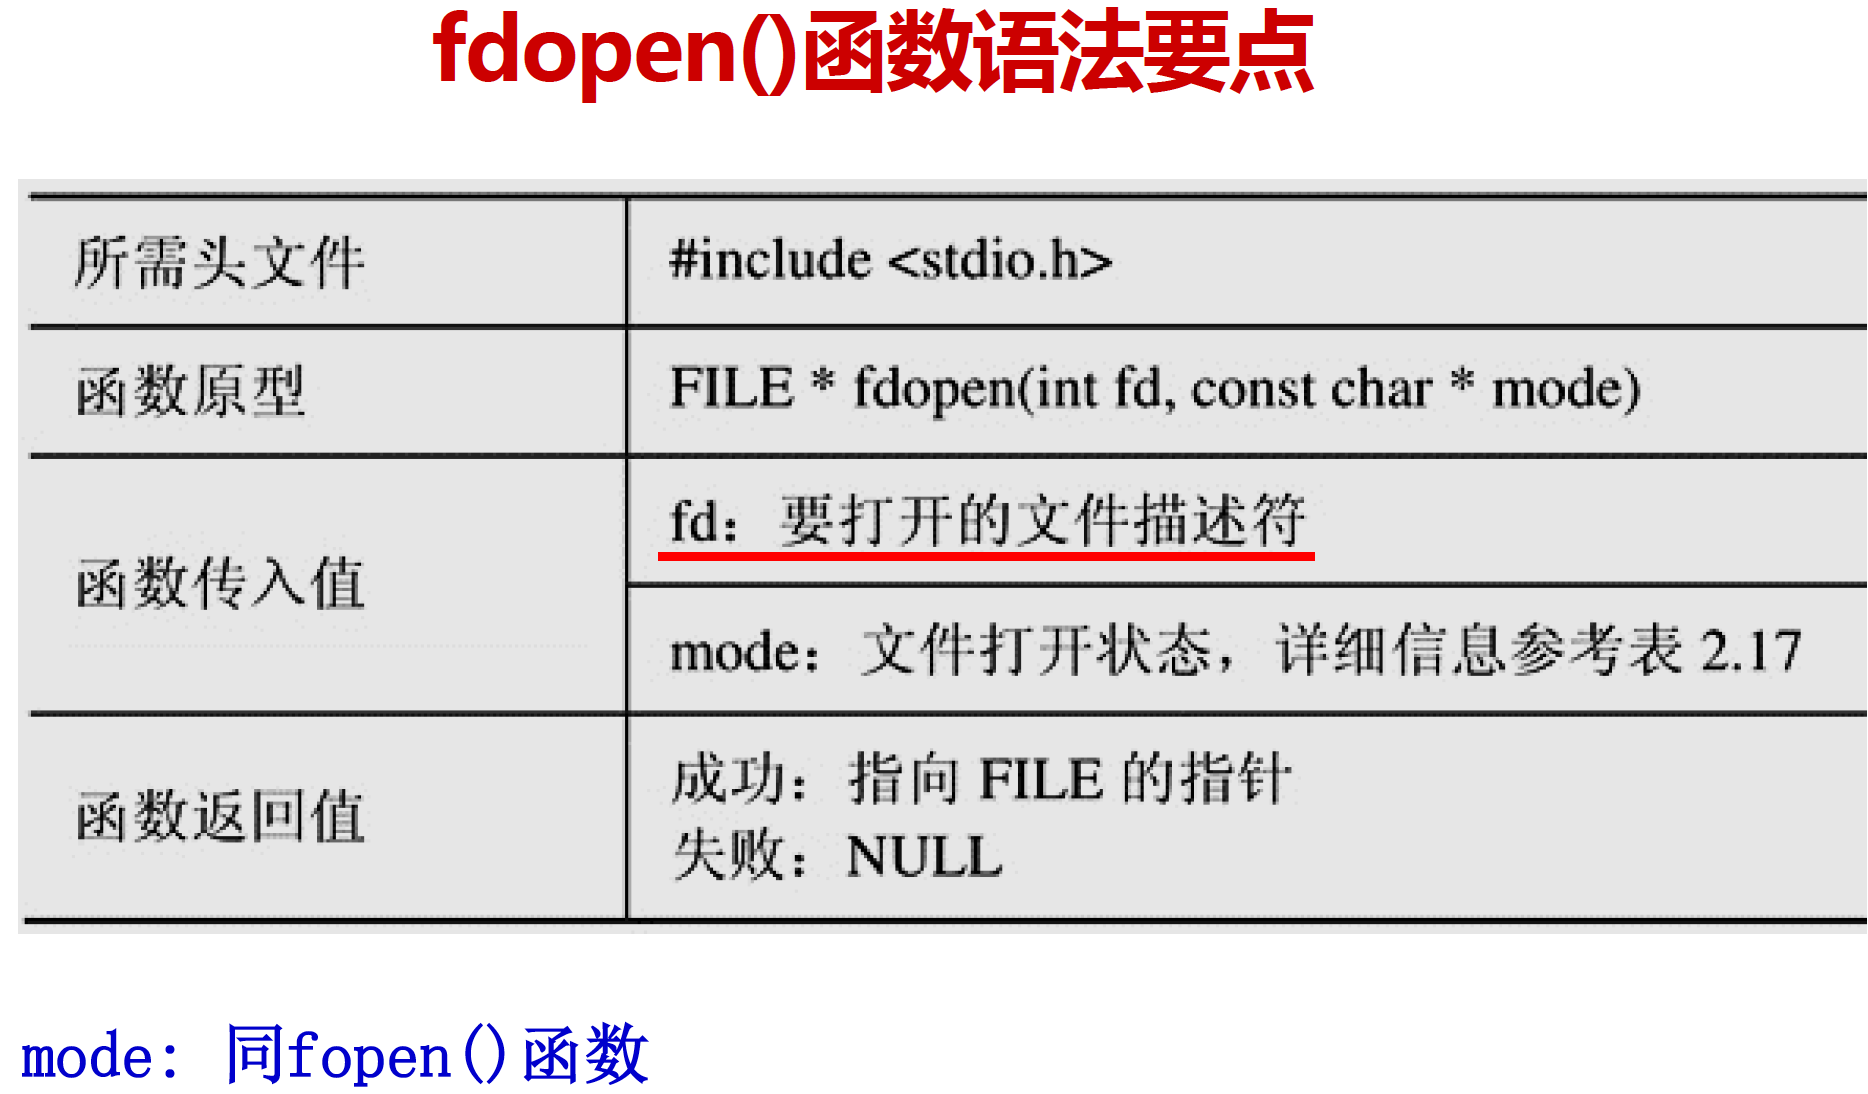 fdopen()函数语法要点
所需头文件
#include <stdio.h>
函数原型
FILE * fdopen(int fd, const char * mode)
函数传入值
fd：要打开的文件描述符
mode：文件打开状态，详细信息参考表 2.17
函数返回值
成功：指向 FILE 的指针
失败：NULL
mode: 同fopen()函数